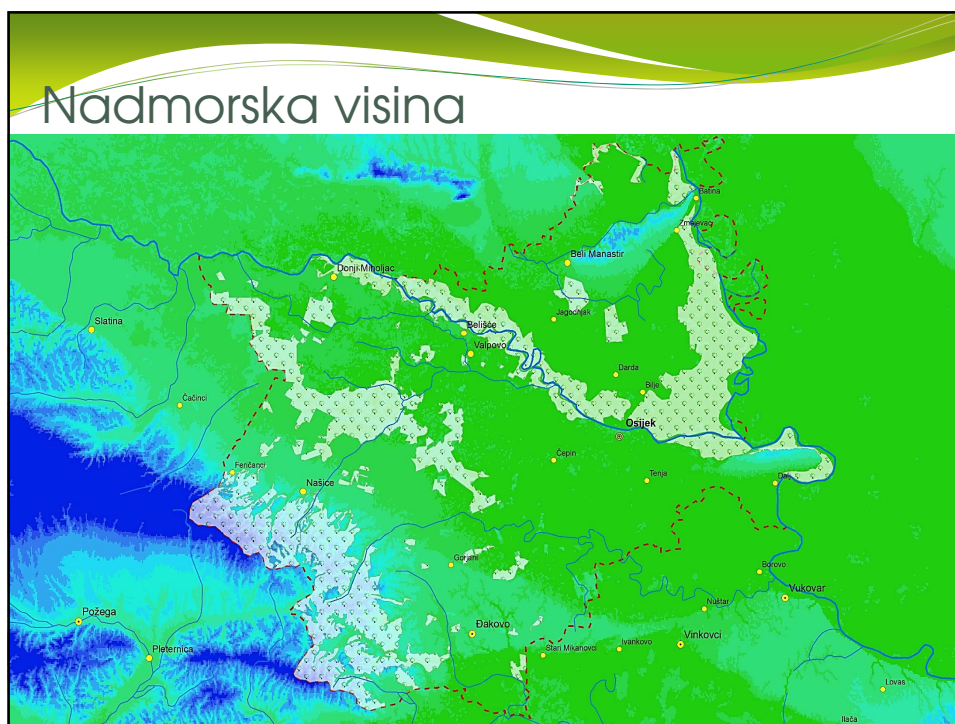 Nadmorska visina
Batina
Zmajevac
Beli Manastir
Donji Miholjac
Jagodnjak
Slatina
Belišće
Valpovo
Darda
Bilje
Čačinci
Osijek
Čepin
Feričanci
Tenja
Dalj
Našice
Gorjani
Borovo
Vukovar
Nuštar
Požega
Đakovo
Vinkovci
Ivankovo
Stari Mikanovci
Pleternica
Lovas
Ilača